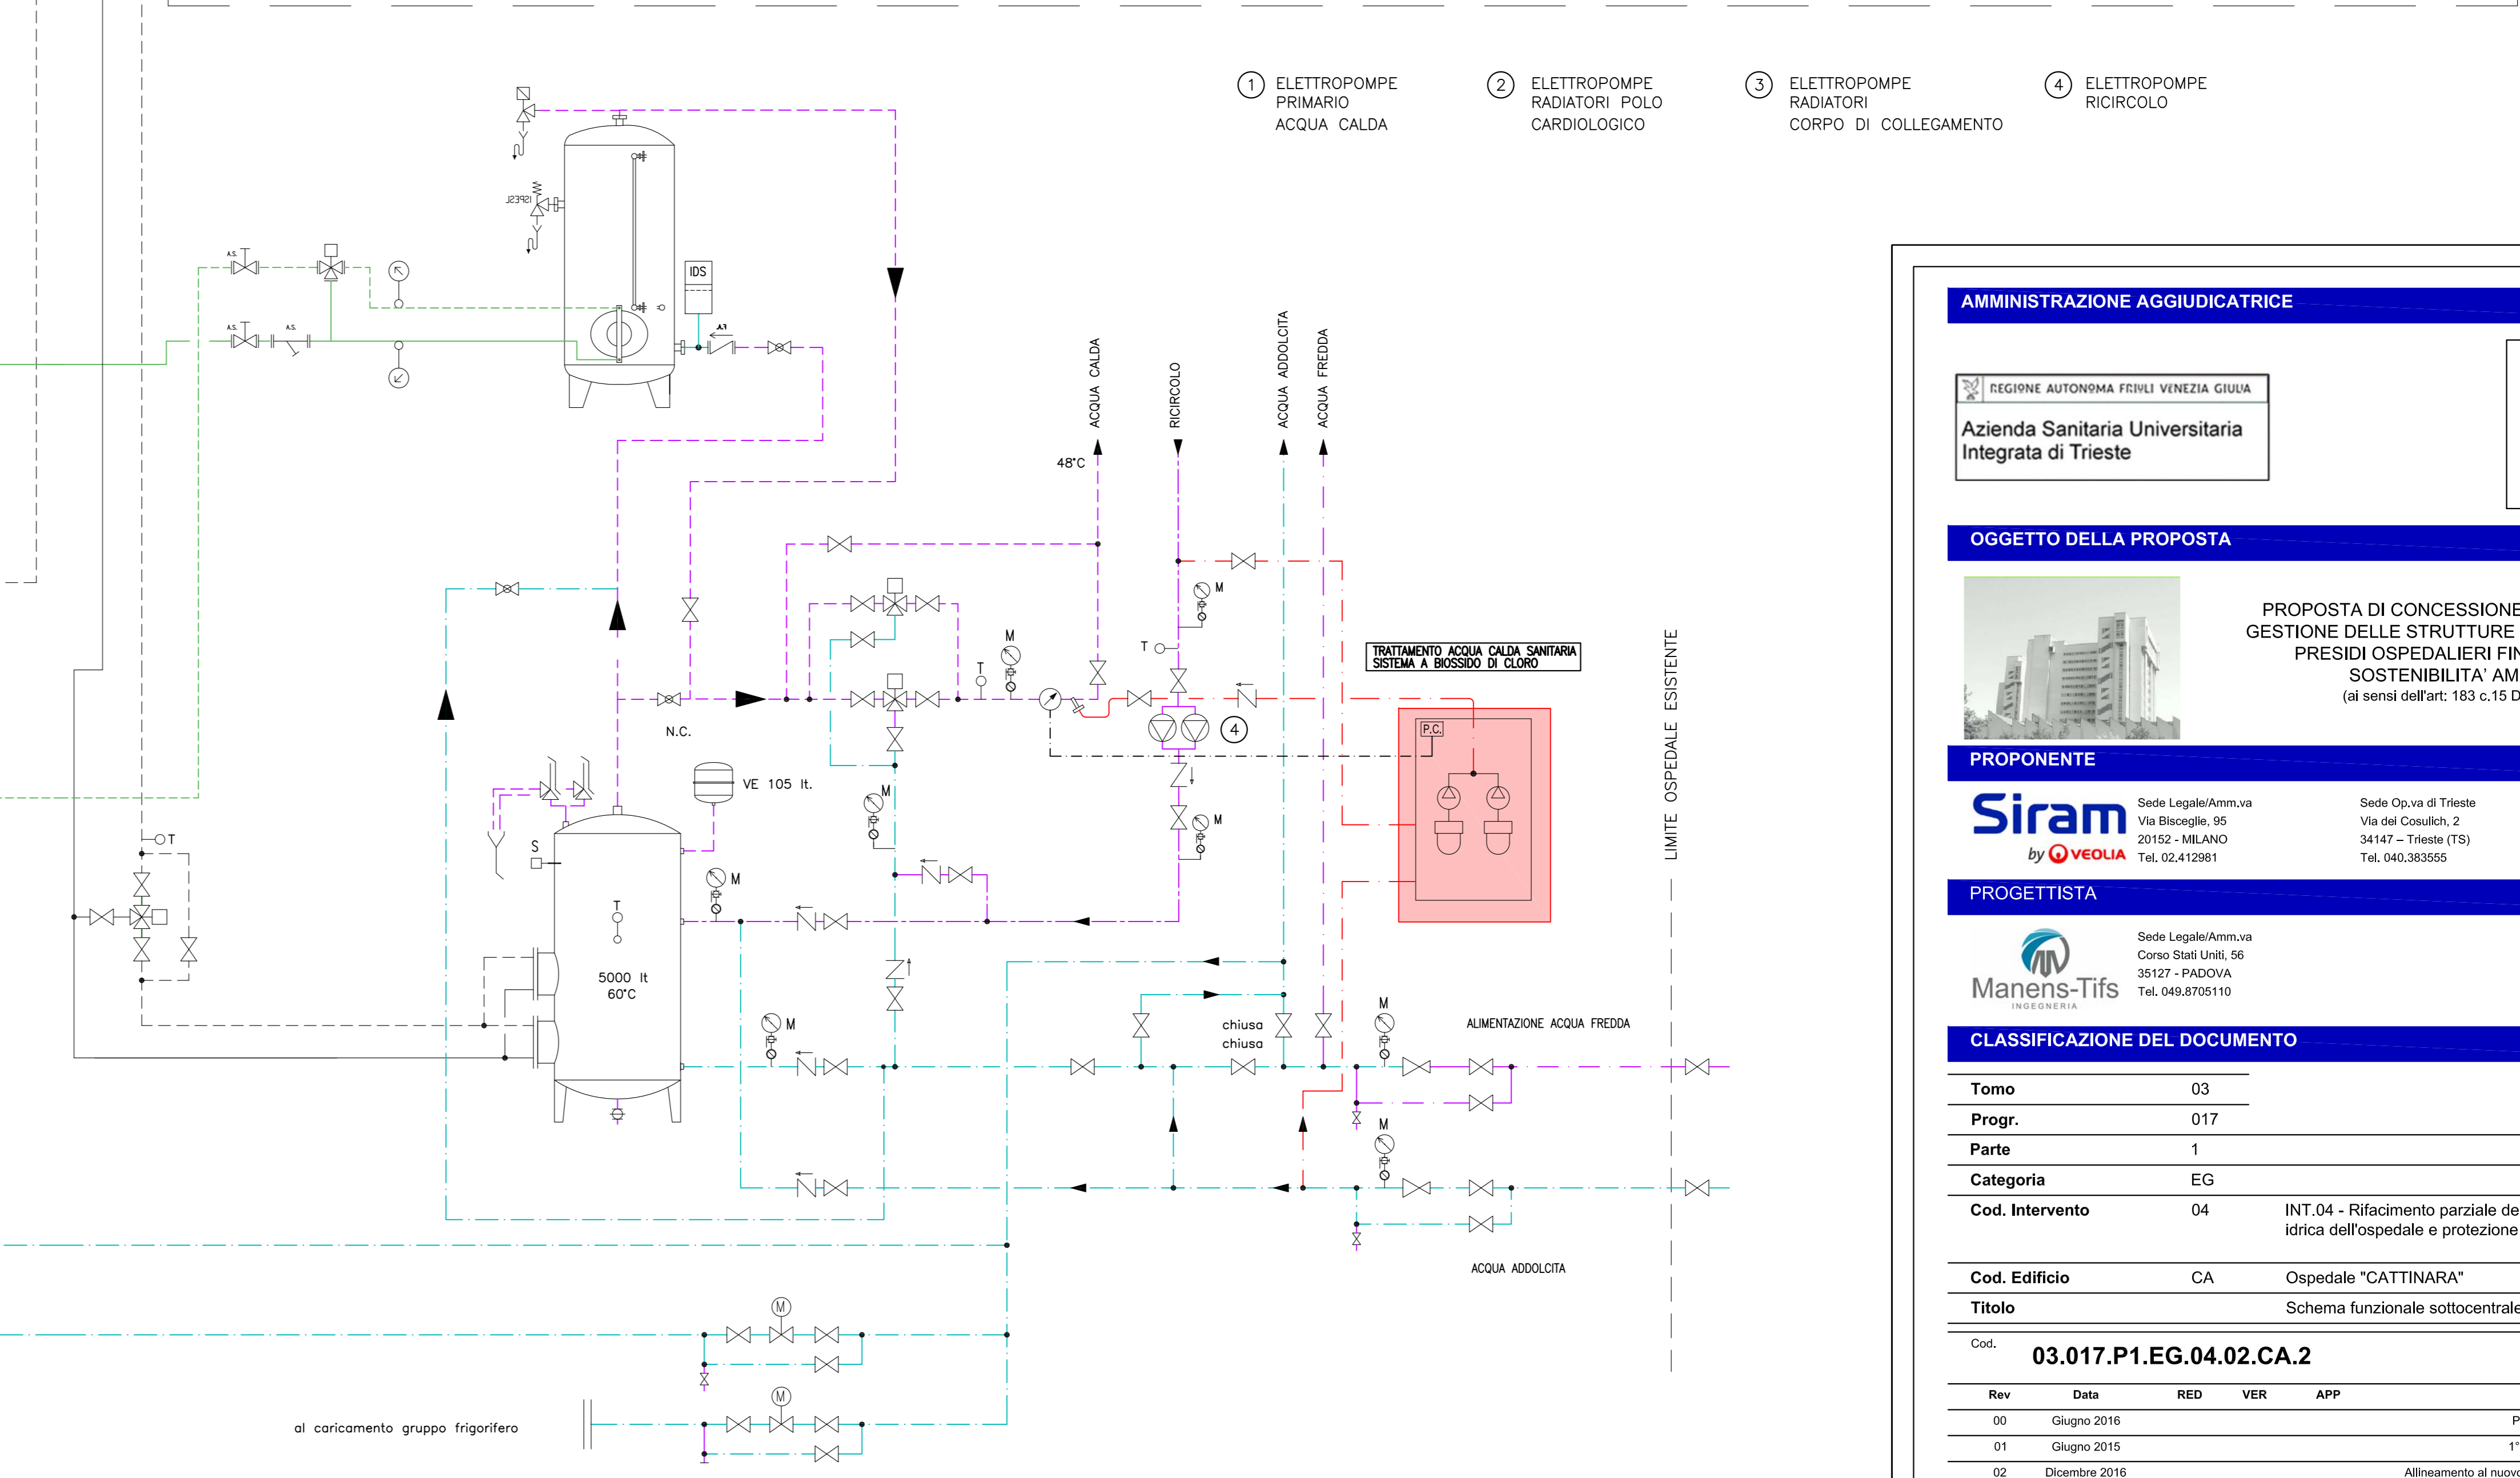 1 ELETTROPOMPE
PRIMARIO
ACQUA CALDA
2 ELETTROPOMPE
RADIATORI POLO
CARDIOLOGICO
3 ELETTROPOMPE
RADIATORI
CORPO DI COLLEGAMENTO
4 ELETTROPOMPE
RICIRCOLO
ISPESL
A.S.
A.S.
A.S.
IDS
ACQUA CALDA
RICIRCOLO
ACQUA ADDOLCITA
ACQUA FREDDA
48°C
M
T
M
T
N.C.
4
TRATTAMENTO ACQUA CALDA SANITARIA
SISTEMA A BIOSSIDO DI CLORO
P.C.
LIMITE OSPEDALE ESISTENTE
VE 105 lt.
M
M
T
S
M
T
5000 lt
60°C
M
chiusa
chiusa
M
ALIMENTAZIONE ACQUA FREDDA
M
ACQUA ADDOLCITA
M
M
al caricamento gruppo frigorifero
AMMINISTRAZIONE AGGIUDICATRICE
REGIONE AUTONOMA FRIULI VENEZIA GIULIA
Azienda Sanitaria Universitaria
Integrata di Trieste
OGGETTO DELLA PROPOSTA
PROPOSTA DI CONCESSIONE
GESTIONE DELLE STRUTTURE
PRESIDI OSPEDALIERI FIN
SOSTENIBILITA' AM
(ai sensi dell'art: 183 c.15 D
PROPONENTE
Siram
by VEOLIA
Sede Legale/Amm.va
Via Bisceglie, 95
20152 - MILANO
Tel. 02.412981
Sede Op.va di Trieste
Via dei Cosulich, 2
34147 – Trieste (TS)
Tel. 040.383555
PROGETTISTA
Manens-Tifs
INGEGNERIA
Sede Legale/Amm.va
Corso Stati Uniti, 56
35127 - PADOVA
Tel. 049.8705110
CLASSIFICAZIONE DEL DOCUMENTO
Tomo 03
Progr. 017
Parte 1
Categoria EG
Cod. Intervento 04 INT.04 - Rifacimento parziale de
idrica dell'ospedale e protezione
Cod. Edificio CA Ospedale "CATTINARA"
Titolo Schema funzionale sottocentrale
Cod. 03.017.P1.EG.04.02.CA.2
Rev Data RED VER APP
00 Giugno 2016 P
01 Giugno 2015 1°
02 Dicembre 2016 Allineamento al nuovo